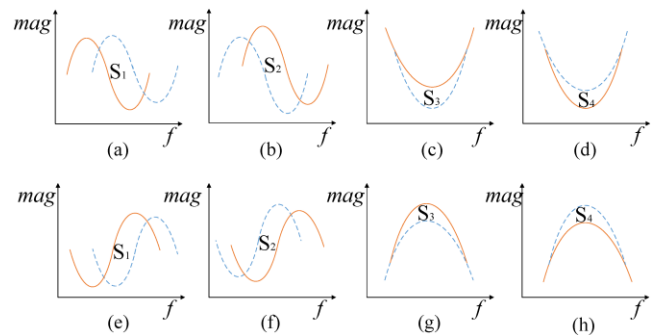 mag mag mag mag
S1 S2 S3 S4
f f f f
(a) (b) (c) (d)
mag mag mag mag
S3 S4
S1 S2
f f f f
(e) (f) (g) (h)